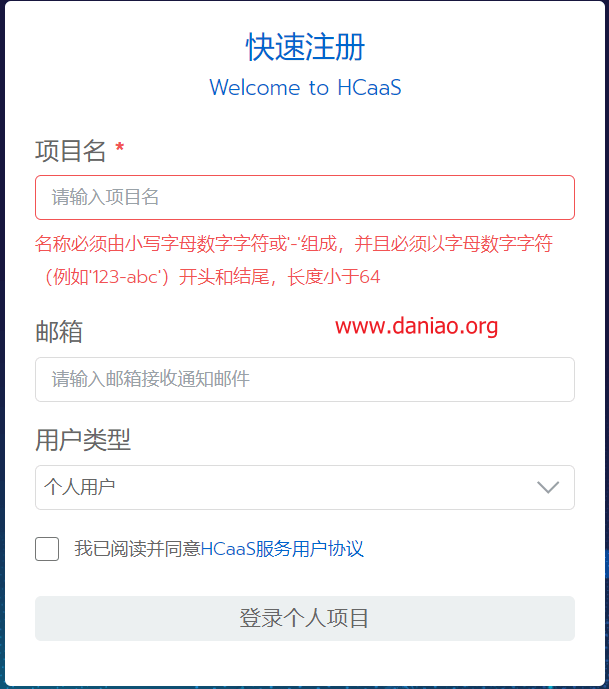 快速注册
Welcome to HCaaS
项目名 *
请输入项目名
名称必须由小写字母数字字符或'-'组成，并且必须以字母数字字符
（例如'123-abc'）开头和结尾，长度小于64
www.daniao.org
邮箱
请输入邮箱接收通知邮件
用户类型
个人用户
我已阅读并同意HCaaS服务用户协议
登录个人项目